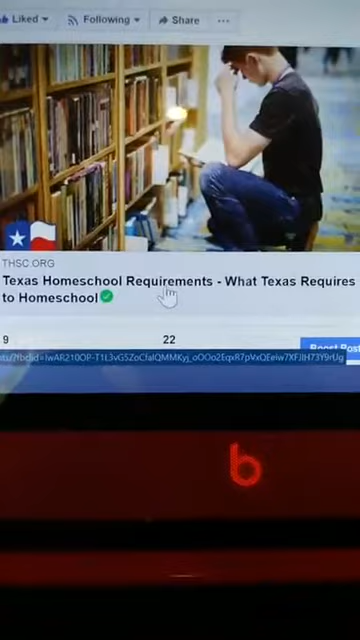 Liked
Following
Share
THSC.ORG
Texas Homeschool Requirements - What Texas Requires
to Homeschool
9 22
Boost Post
b